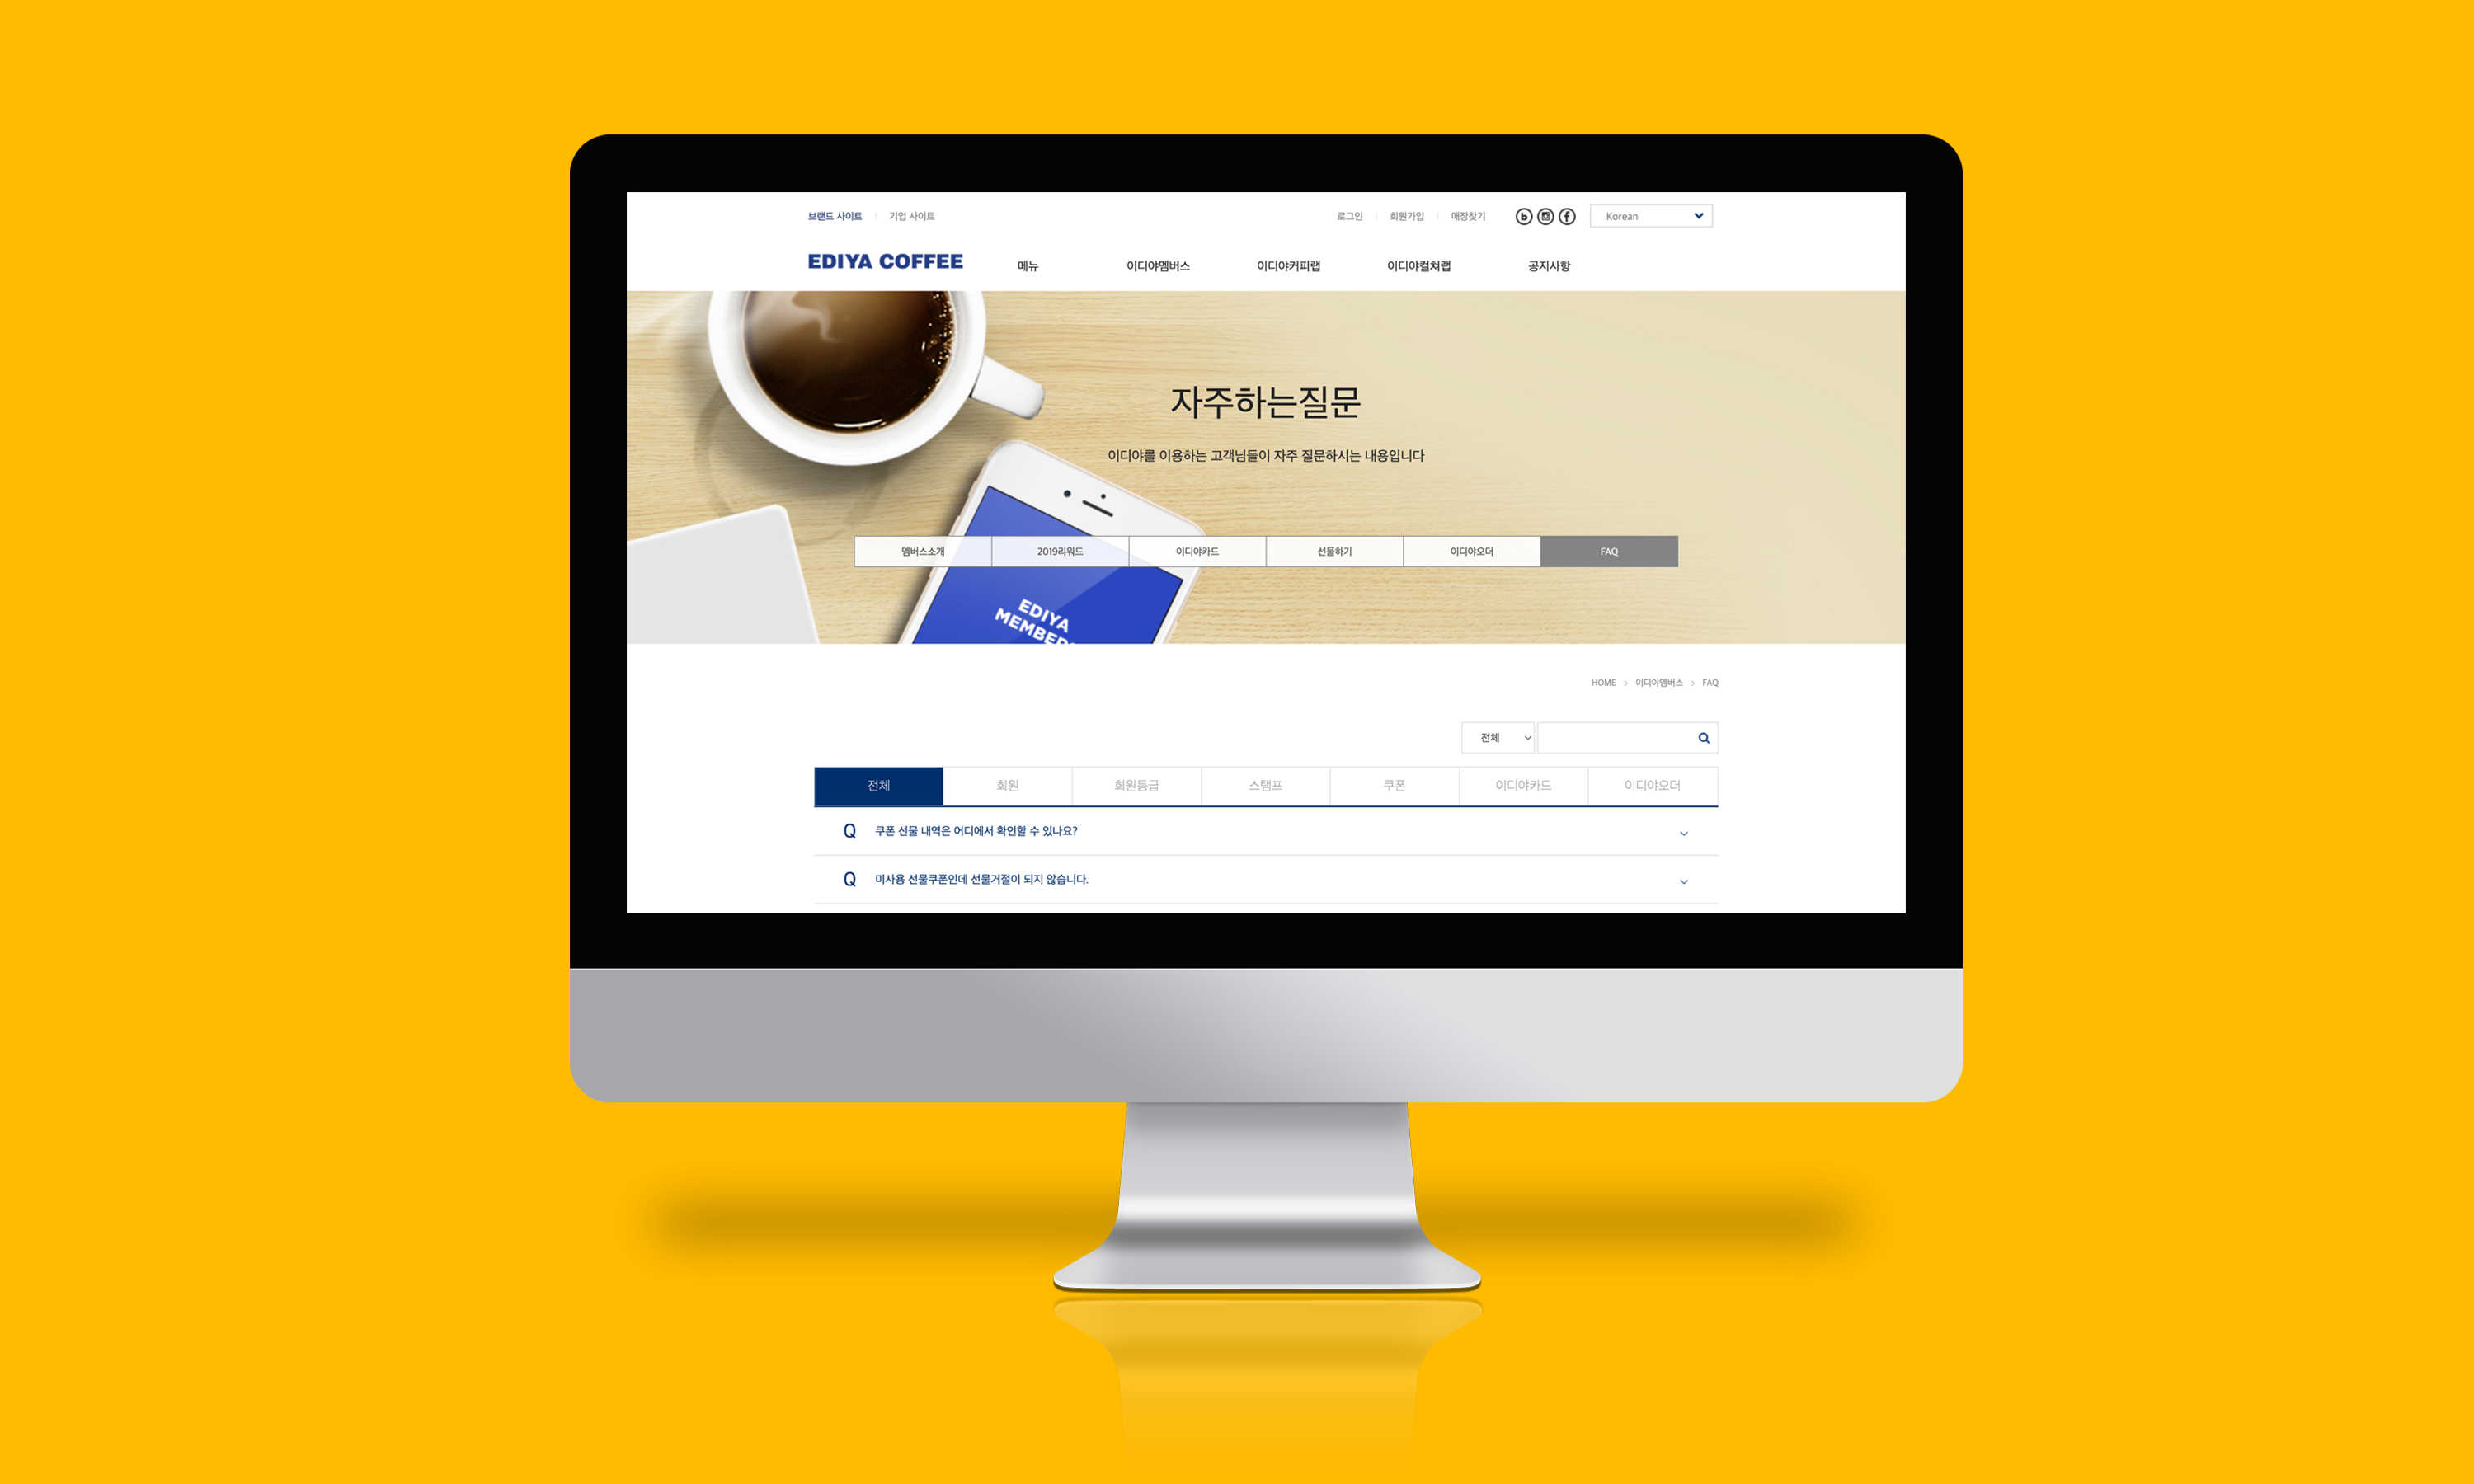 브랜드 사이트 기업 사이트 로그인 회원가입 매장찾기 Korean
EDIYA COFFEE 메뉴 이디야멤버스 이디야커피랩 이디야컬쳐랩 공지사항
자주하는질문
이디야를 이용하는 고객님들이 자주 질문하시는 내용입니다
멤버스소개 2019리워드 이디야카드 선물하기 이디야오더 FAQ
EDIYA
MEMBERS
HOME > 이디야멤버스 > FAQ
전체
전체 회원 회원등급 스탬프 쿠폰 이디야카드 이디야오더
Q 쿠폰 선물 내역은 어디에서 확인할 수 있나요?
Q 미사용 선물쿠폰인데 선물거절이 되지 않습니다.